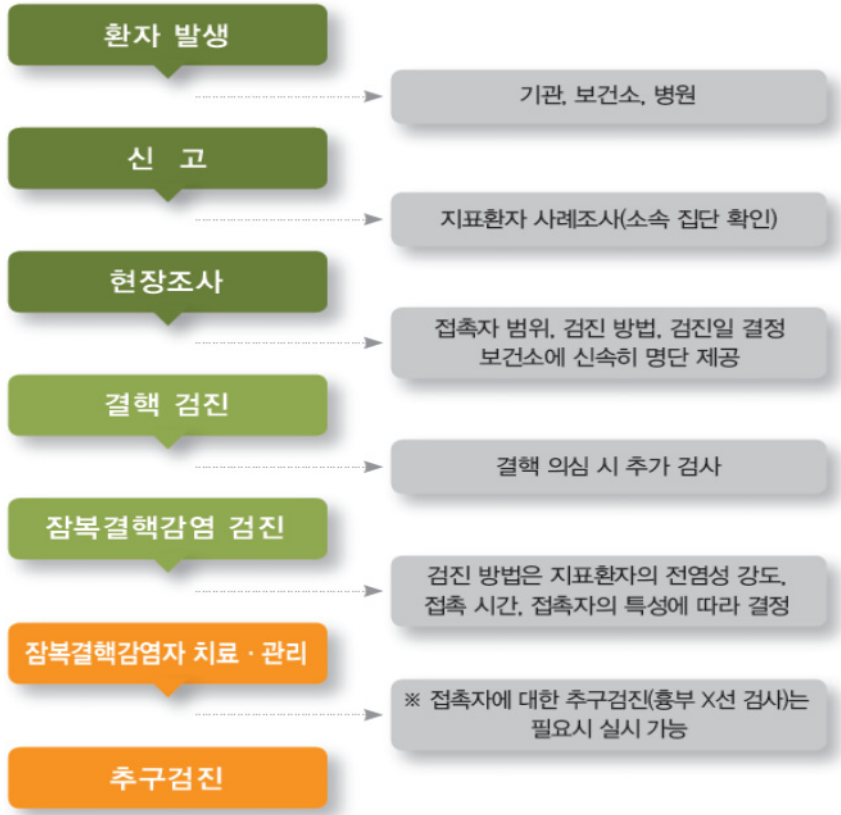 환자 발생
기관, 보건소, 병원
신 고
지표환자 사례조사(소속 집단 확인)
현장조사
접촉자 범위, 검진 방법, 검진일 결정
보건소에 신속히 명단 제공
결핵 검진
결핵 의심 시 추가 검사
잠복결핵감염 검진
검진 방법은 지표환자의 전염성 강도,
접촉 시간, 접촉자의 특성에 따라 결정
잠복결핵감염자 치료 · 관리
※ 접촉자에 대한 추구검진(흉부 X선 검사)는
필요시 실시 가능
추구검진